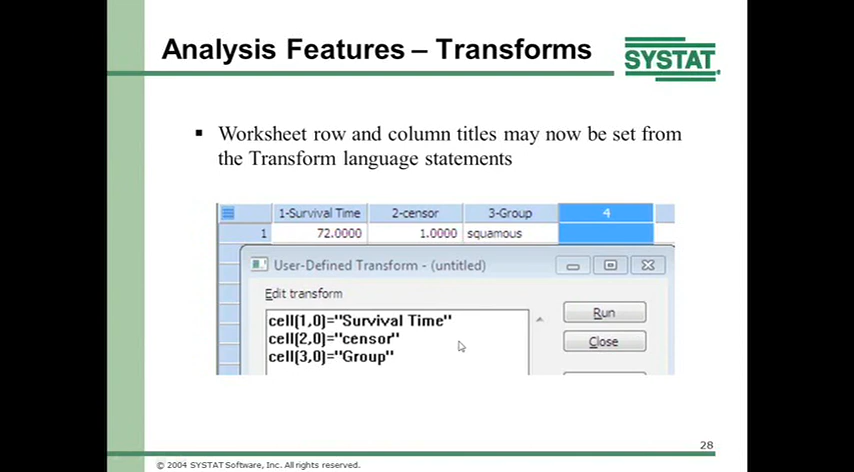 Analysis Features – Transforms
SYSTAT
▪ Worksheet row and column titles may now be set from
the Transform language statements
1-Survival Time 2-censor 3-Group 4
1 72.0000 1.0000 squamous
User-Defined Transform - (untitled)
Edit transform
cell(1,0)="Survival Time"
cell(2,0)="censor"
cell(3,0)="Group"
Run
Close
28
© 2004 SYSTAT Software, Inc. All rights reserved.